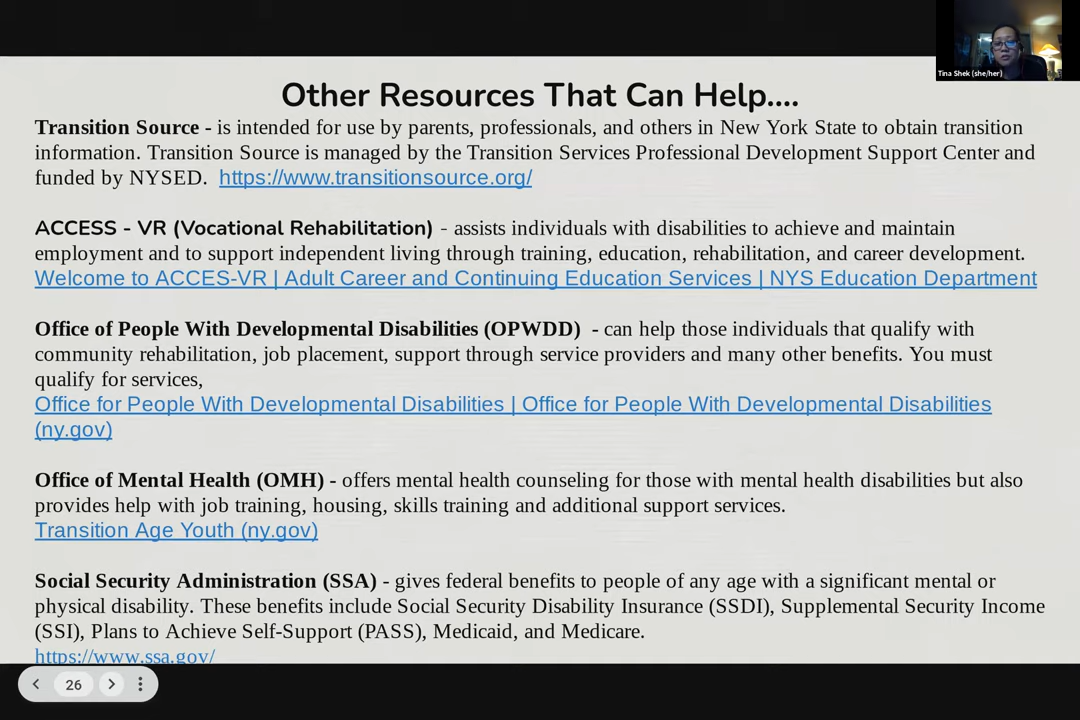 Tina Shek (she/her)
Other Resources That Can Help....
Transition Source - is intended for use by parents, professionals, and others in New York State to obtain transition
information. Transition Source is managed by the Transition Services Professional Development Support Center and
funded by NYSED. https://www.transitionsource.org/
ACCESS - VR (Vocational Rehabilitation) - assists individuals with disabilities to achieve and maintain
employment and to support independent living through training, education, rehabilitation, and career development.
Welcome to ACCES-VR | Adult Career and Continuing Education Services | NYS Education Department
Office of People With Developmental Disabilities (OPWDD) - can help those individuals that qualify with
community rehabilitation, job placement, support through service providers and many other benefits. You must
qualify for services,
Office for People With Developmental Disabilities | Office for People With Developmental Disabilities
(ny.gov)
Office of Mental Health (OMH) - offers mental health counseling for those with mental health disabilities but also
provides help with job training, housing, skills training and additional support services.
Transition Age Youth (ny.gov)
Social Security Administration (SSA) - gives federal benefits to people of any age with a significant mental or
physical disability. These benefits include Social Security Disability Insurance (SSDI), Supplemental Security Income
(SSI), Plans to Achieve Self-Support (PASS), Medicaid, and Medicare.
https://www.ssa.gov/
26